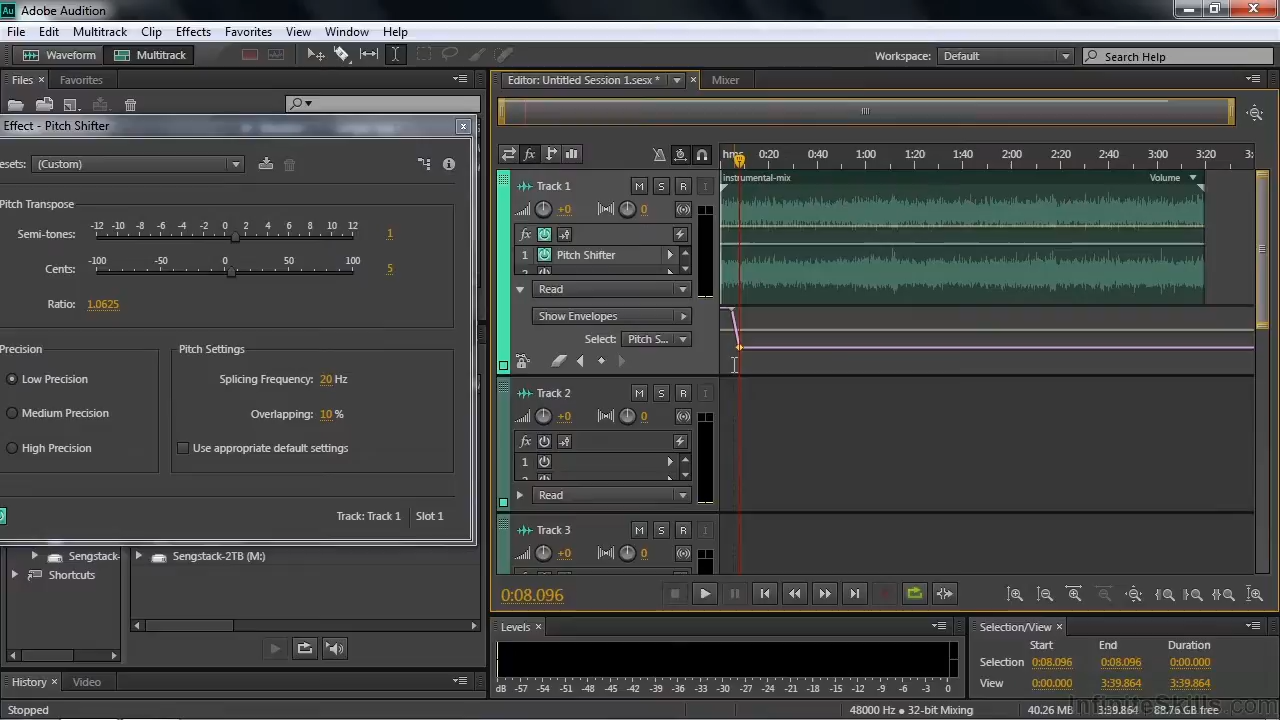 Au Adobe Audition
File Edit Multitrack Clip Effects Favorites View Window Help
Waveform Multitrack Workspace: Default Search Help
Files × Favorites Editor: Untitled Session 1.sesx * × Mixer
Effect - Pitch Shifter
esets: (Custom)
hms 0:20 0:40 1:00 1:20 1:40 2:00 2:20 2:40 3:00 3:20 3:
instrumental-mix Volume
Track 1 M S R I
+0 0
fx
1 Pitch Shifter
2
Read
Show Envelopes
Select: Pitch S...
Pitch Transpose
-12 -10 -8 -6 -4 -2 0 2 4 6 8 10 12
Semi-tones: 1
-100 -50 0 50 100
Cents: 5
Ratio: 1.0625
Precision
Low Precision
Medium Precision
High Precision
Pitch Settings
Splicing Frequency: 20 Hz
Overlapping: 10 %
Use appropriate default settings
Track: Track 1 Slot 1
Track 2 M S R I
+0 0
fx
1
Read
Track 3 M S R I
+0 0
Sengstack- Sengstack-2TB (M:)
Shortcuts
0:08.096
Levels ×
dB -57 -54 -51 -48 -45 -42 -39 -36 -33 -30 -27 -24 -21 -18 -15 -12 -9 -6 -3 0
Selection/View ×
Start End Duration
Selection 0:08.096 0:08.096 0:00.000
View 0:00.000 3:39.864 3:39.864
History × Video
Stopped 48000 Hz ● 32-bit Mixing 40.26 MB 3:39.864 88.76 GB free
InfiniteSkills.com